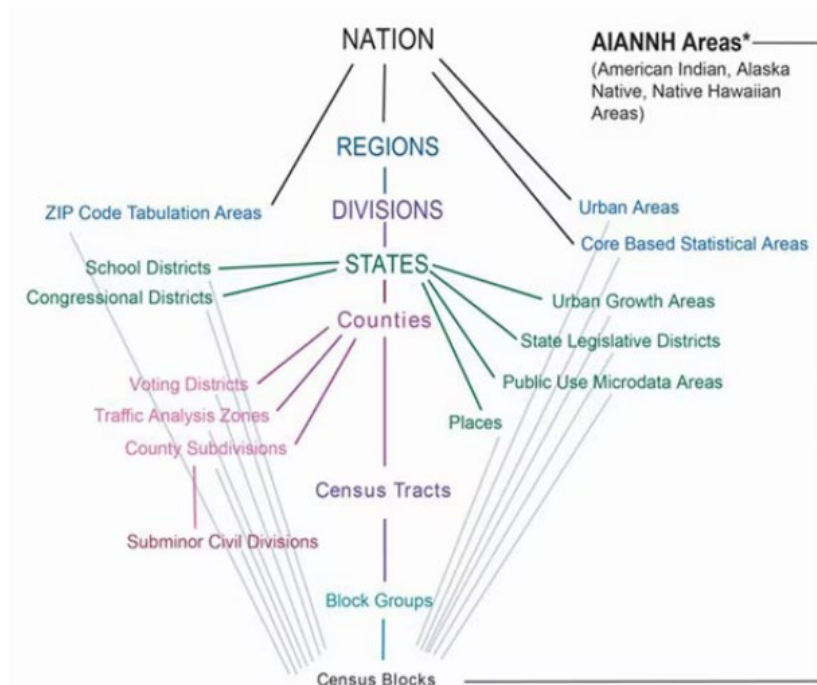 NATION
AIANNH Areas*
(American Indian, Alaska
Native, Native Hawaiian
Areas)
REGIONS
ZIP Code Tabulation Areas
DIVISIONS
Urban Areas
Core Based Statistical Areas
School Districts
STATES
Congressional Districts
Urban Growth Areas
Counties
State Legislative Districts
Voting Districts
Public Use Microdata Areas
Traffic Analysis Zones
Places
County Subdivisions
Census Tracts
Subminor Civil Divisions
Block Groups
Census Blocks